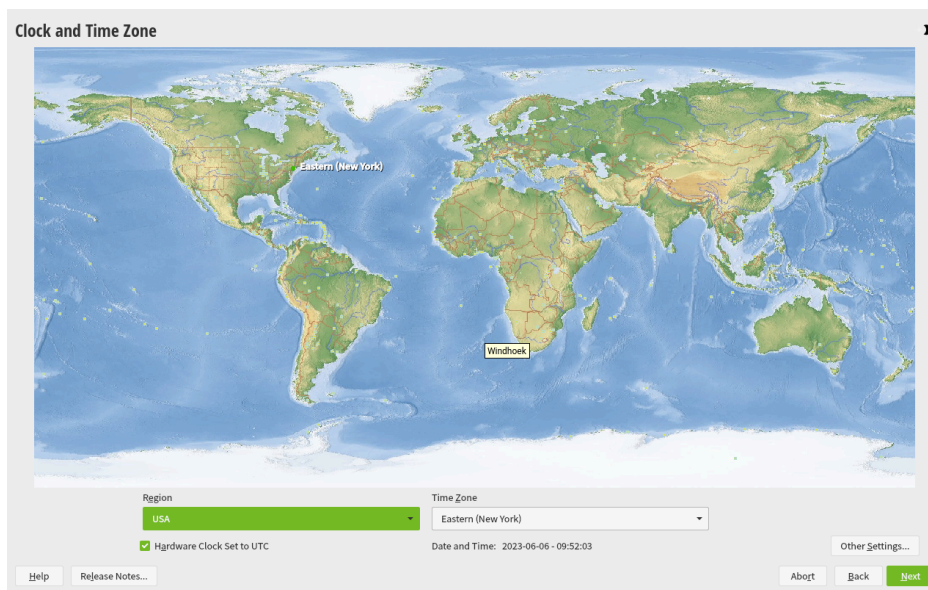 Clock and Time Zone
Eastern (New York)
Windhoek
Region
Time Zone
USA
Eastern (New York)
Hardware Clock Set to UTC
Date and Time: 2023-06-06 - 09:52:03
Other Settings...
Help
Release Notes...
Abort
Back
Next